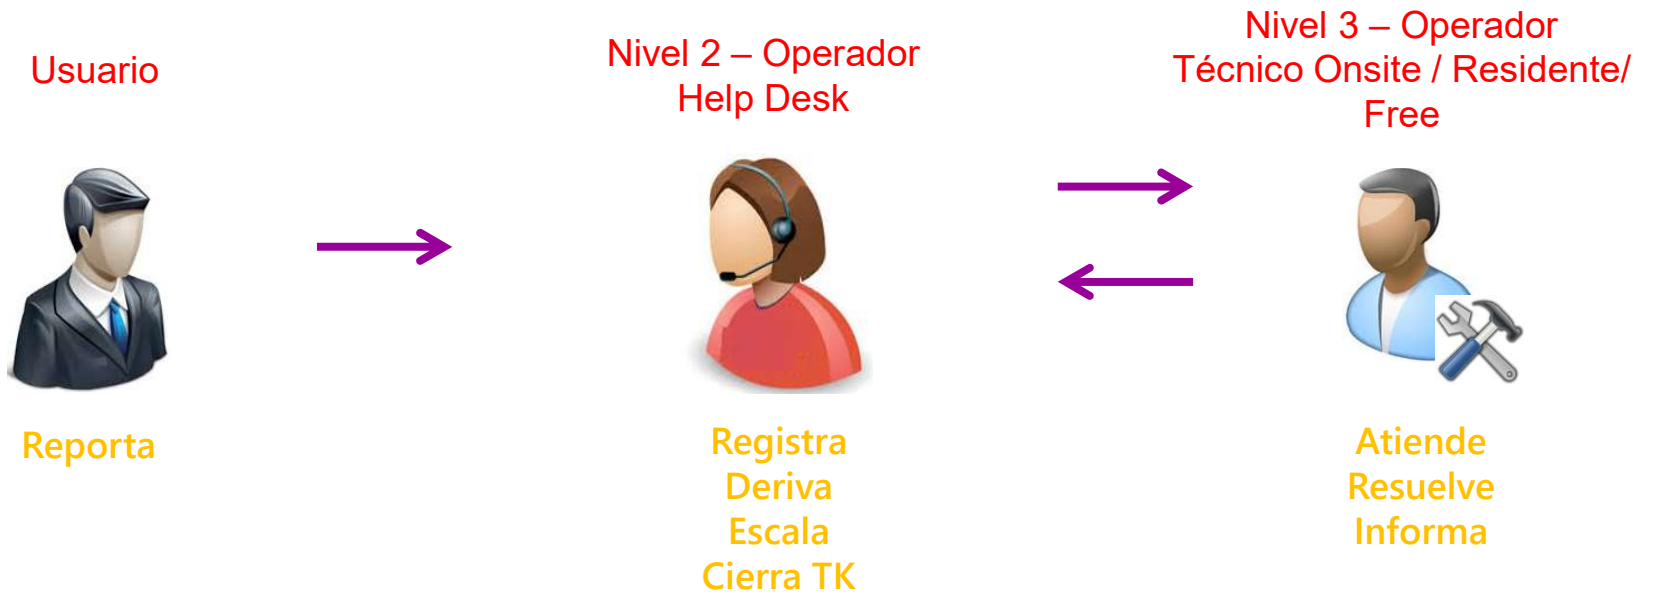 Usuario
Nivel 2 – Operador
Help Desk
Nivel 3 – Operador
Técnico Onsite / Residente/
Free
Reporta
Registra
Deriva
Escala
Cierra TK
Atiende
Resuelve
Informa